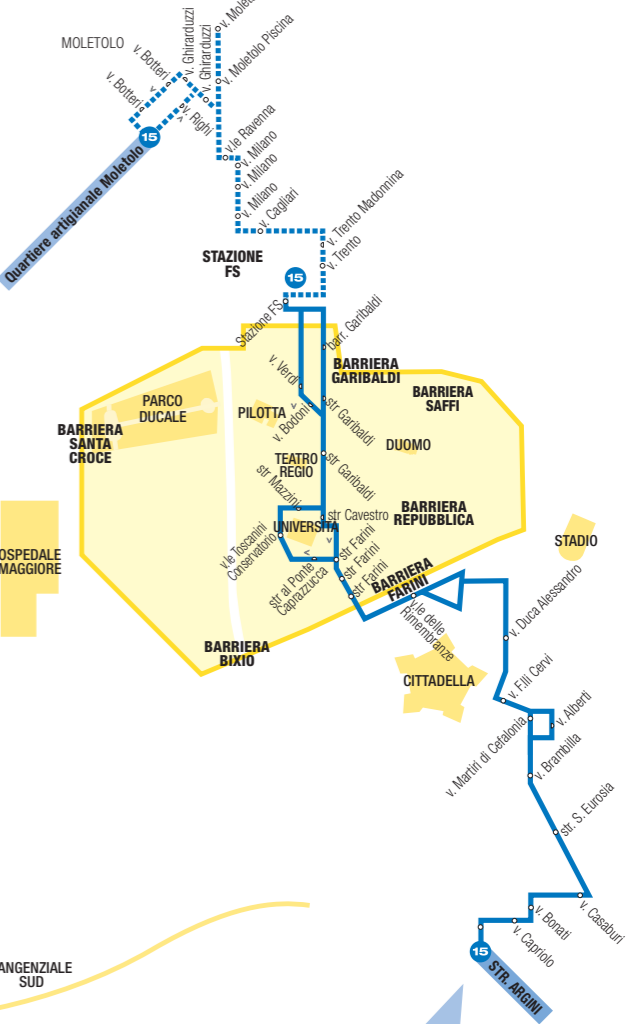 v. Ghirarduzzi
v. Ghirarduzzi
v. Moletolo Piscina
MOLETOLO
v. Botteri
v. Botteri
v. Righi
15
Quartiere artigianale Moletolo
v.le Ravenna
v. Milano
v. Milano
v. Milano
v. Cagliari
v. Trento Madonnina
v. Trento
STAZIONE
FS
15
Stazione FS
barr. Garibaldi
BARRIERA
GARIBALDI
v. Verdi
v. Bodoni
BARRIERA
SAFFI
PARCO
DUCALE
PILOTTA
str Garibaldi
BARRIERA
SANTA
CROCE
DUOMO
TEATRO
REGIO
str Garibaldi
str Mazzini
str Cavestro
BARRIERA
REPUBBLICA
UNIVERSITÀ
v.le Toscanini
Conservatorio
str al Ponte
Caprazzucca
str Farini
str Farini
str Farini
STADIO
OSPEDALE
MAGGIORE
BARRIERA
FARINI
v.le delle
Rimembranze
v. Duca Alessandro
BARRIERA
BIXIO
CITTADELLA
v. F.lli Cervi
v. Martiri di Cefalonia
v. Alberti
v. Brambilla
str. S. Eurosia
v. Casaburi
v. Bonati
v. Capriolo
15
STR. ARGINI
ANGENZIALE
SUD